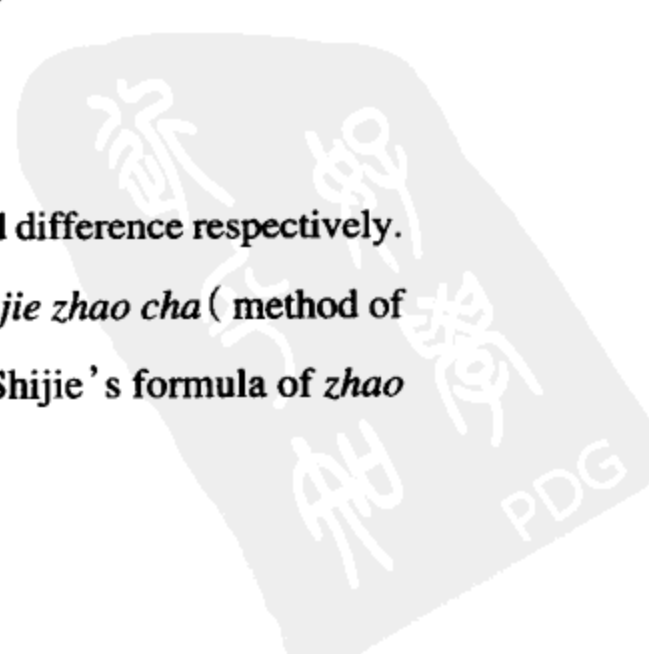 difference respectively.
jie zhao cha ( method of
Shijie's formula of zhao
PDG